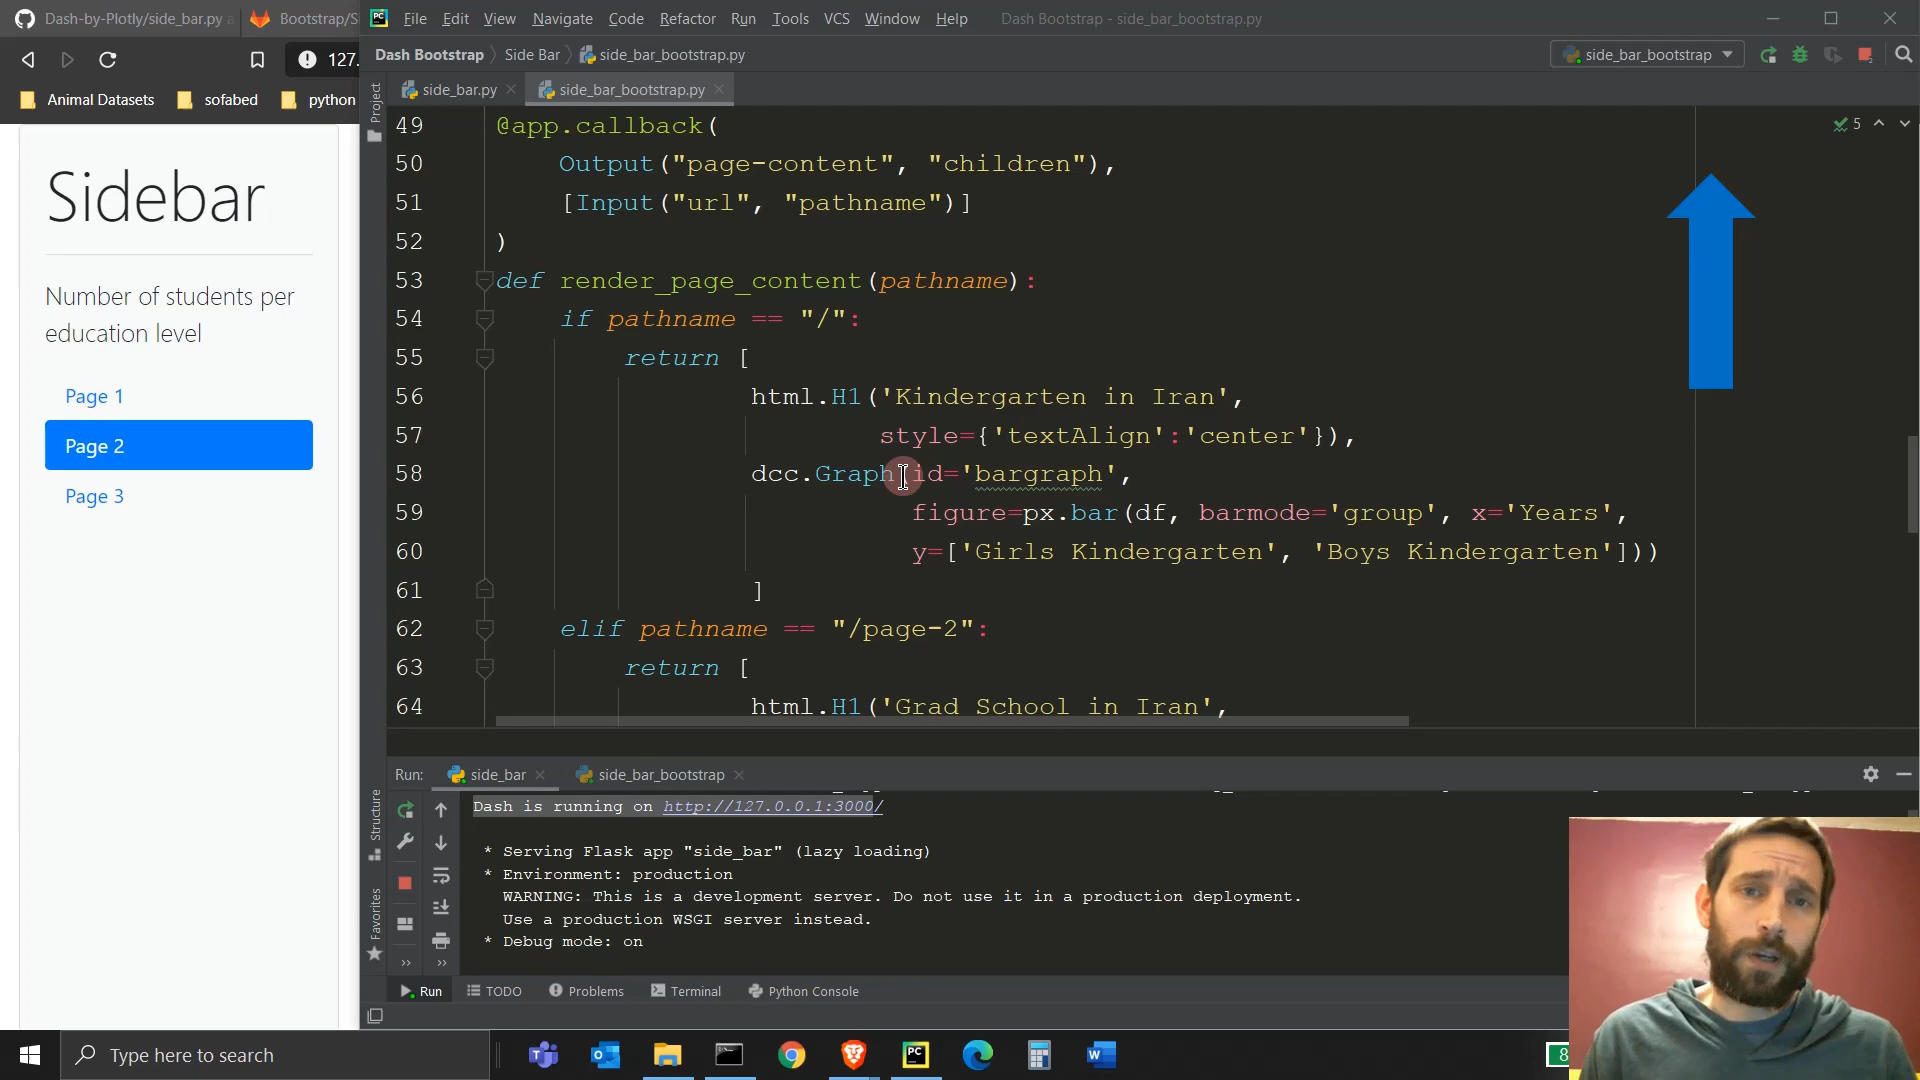 Dash-by-Plotly/side_bar.py a
Bootstrap/Si
File Edit View Navigate Code Refactor Run Tools VCS Window Help
Dash Bootstrap - side_bar_bootstrap.py
127.
Dash Bootstrap
Side Bar
side_bar_bootstrap.py
side_bar_bootstrap
Animal Datasets
sofabed
python
side_bar.py
side_bar_bootstrap.py
Project
5
Sidebar
Number of students per
education level
Page 1
Page 2
Page 3
49 @app.callback(
50 Output("page-content", "children"),
51 [Input("url", "pathname")]
52 )
53 def render_page_content(pathname):
54 if pathname == "/":
55 return [
56 html.H1('Kindergarten in Iran',
57 style={'textAlign':'center'}),
58 dcc.Graph(id='bargraph',
59 figure=px.bar(df, barmode='group', x='Years',
60 y=['Girls Kindergarten', 'Boys Kindergarten']))
61 ]
62 elif pathname == "/page-2":
63 return [
64 html.H1('Grad School in Iran',
Run:
side_bar
side_bar_bootstrap
Structure
Favorites
Dash is running on http://127.0.0.1:3000/
* Serving Flask app "side_bar" (lazy loading)
* Environment: production
WARNING: This is a development server. Do not use it in a production deployment.
Use a production WSGI server instead.
* Debug mode: on
Run
TODO
Problems
Terminal
Python Console
Type here to search
8